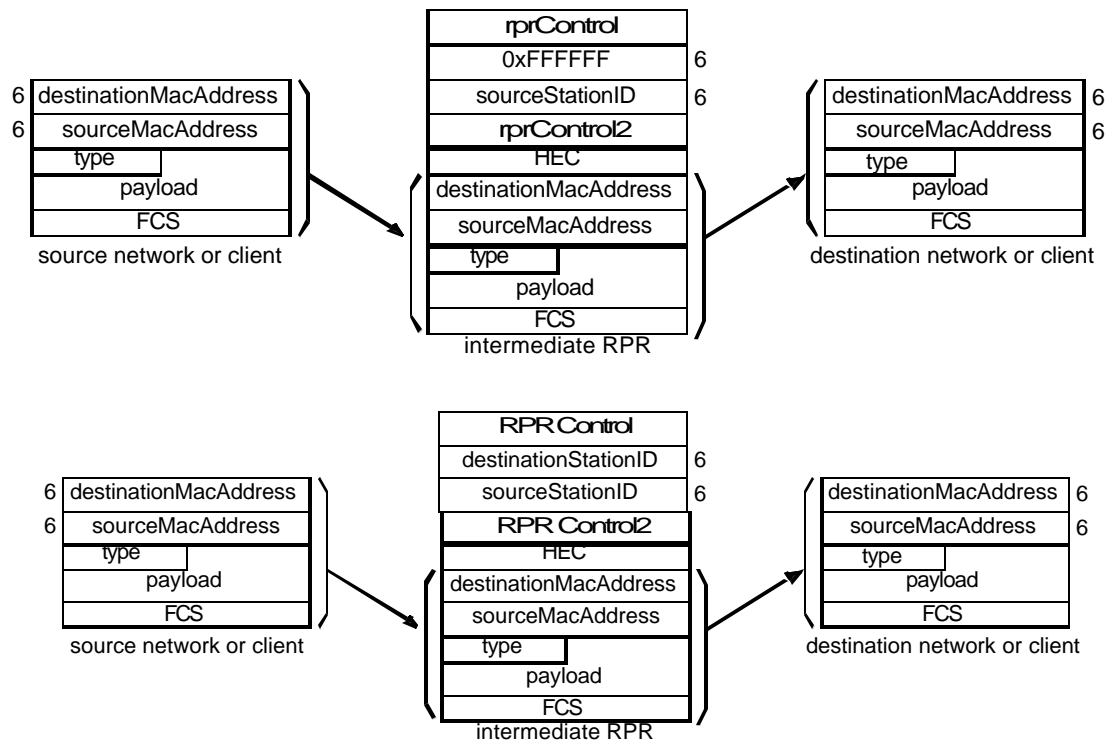 rprControl
0xFFFFFF 6
sourceStationID 6
rprControl2
HEC
destinationMacAddress
sourceMacAddress
type
payload
FCS
intermediate RPR
6 destinationMacAddress
6 sourceMacAddress
type
payload
FCS
source network or client
destinationMacAddress 6
sourceMacAddress 6
type
payload
FCS
destination network or client
RPR Control
destinationStationID 6
sourceStationID 6
RPR Control2
HEC
destinationMacAddress
sourceMacAddress
type
payload
FCS
intermediate RPR
6 destinationMacAddress
6 sourceMacAddress
type
payload
FCS
source network or client
destinationMacAddress 6
sourceMacAddress 6
type
payload
FCS
destination network or client